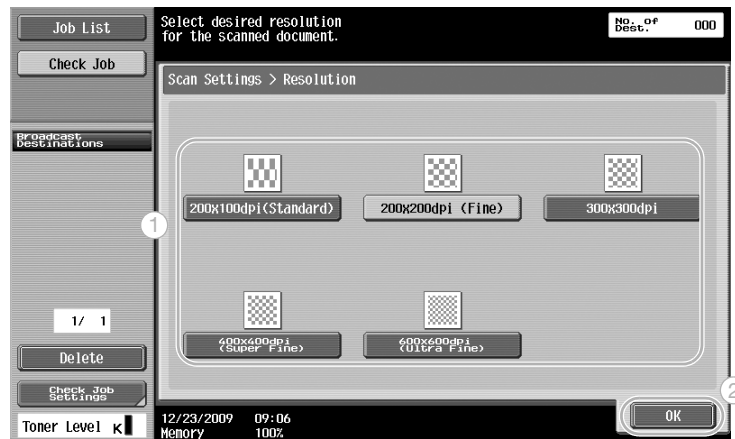 Job List
Check Job
Broadcast
Destinations
1/ 1
Delete
Check Job
Settings
Toner Level K
Select desired resolution
for the scanned document.
No. of
Dest.
000
Scan Settings > Resolution
1
200x100dpi(Standard)
200x200dpi (Fine)
300x300dpi
400x400dpi
(Super Fine)
600x600dpi
(Ultra Fine)
2
OK
12/23/2009 09:06
Memory 100%